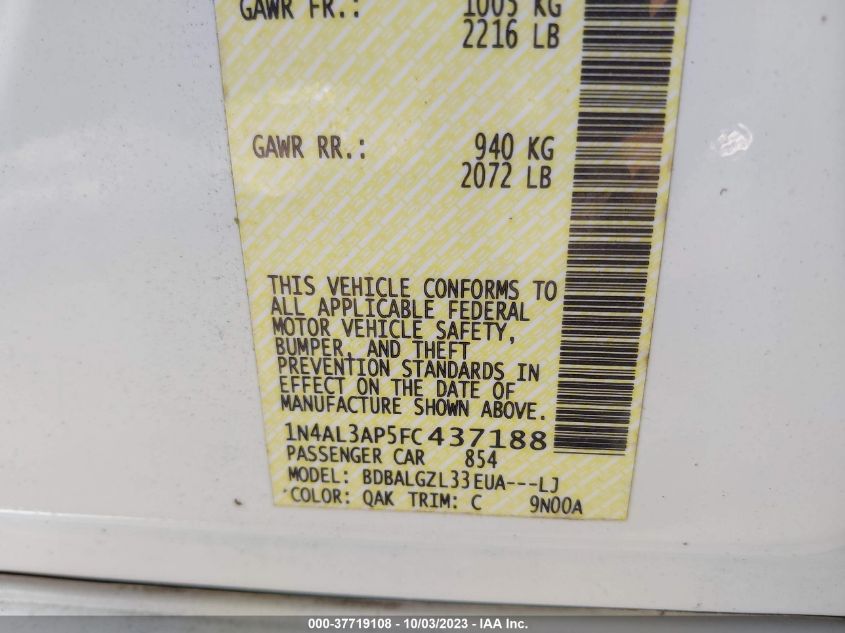 GAWR FR.: 1005 KG
2216 LB
GAWR RR.: 940 KG
2072 LB
THIS VEHICLE CONFORMS TO
ALL APPLICABLE FEDERAL
MOTOR VEHICLE SAFETY,
BUMPER, AND THEFT
PREVENTION STANDARDS IN
EFFECT ON THE DATE OF
MANUFACTURE SHOWN ABOVE.
1N4AL3AP5FC437188
PASSENGER CAR 854
MODEL: BDBALGZL33EUA---LJ
COLOR: QAK TRIM: C 9N00A
000-37719108 - 10/03/2023 - IAA Inc.